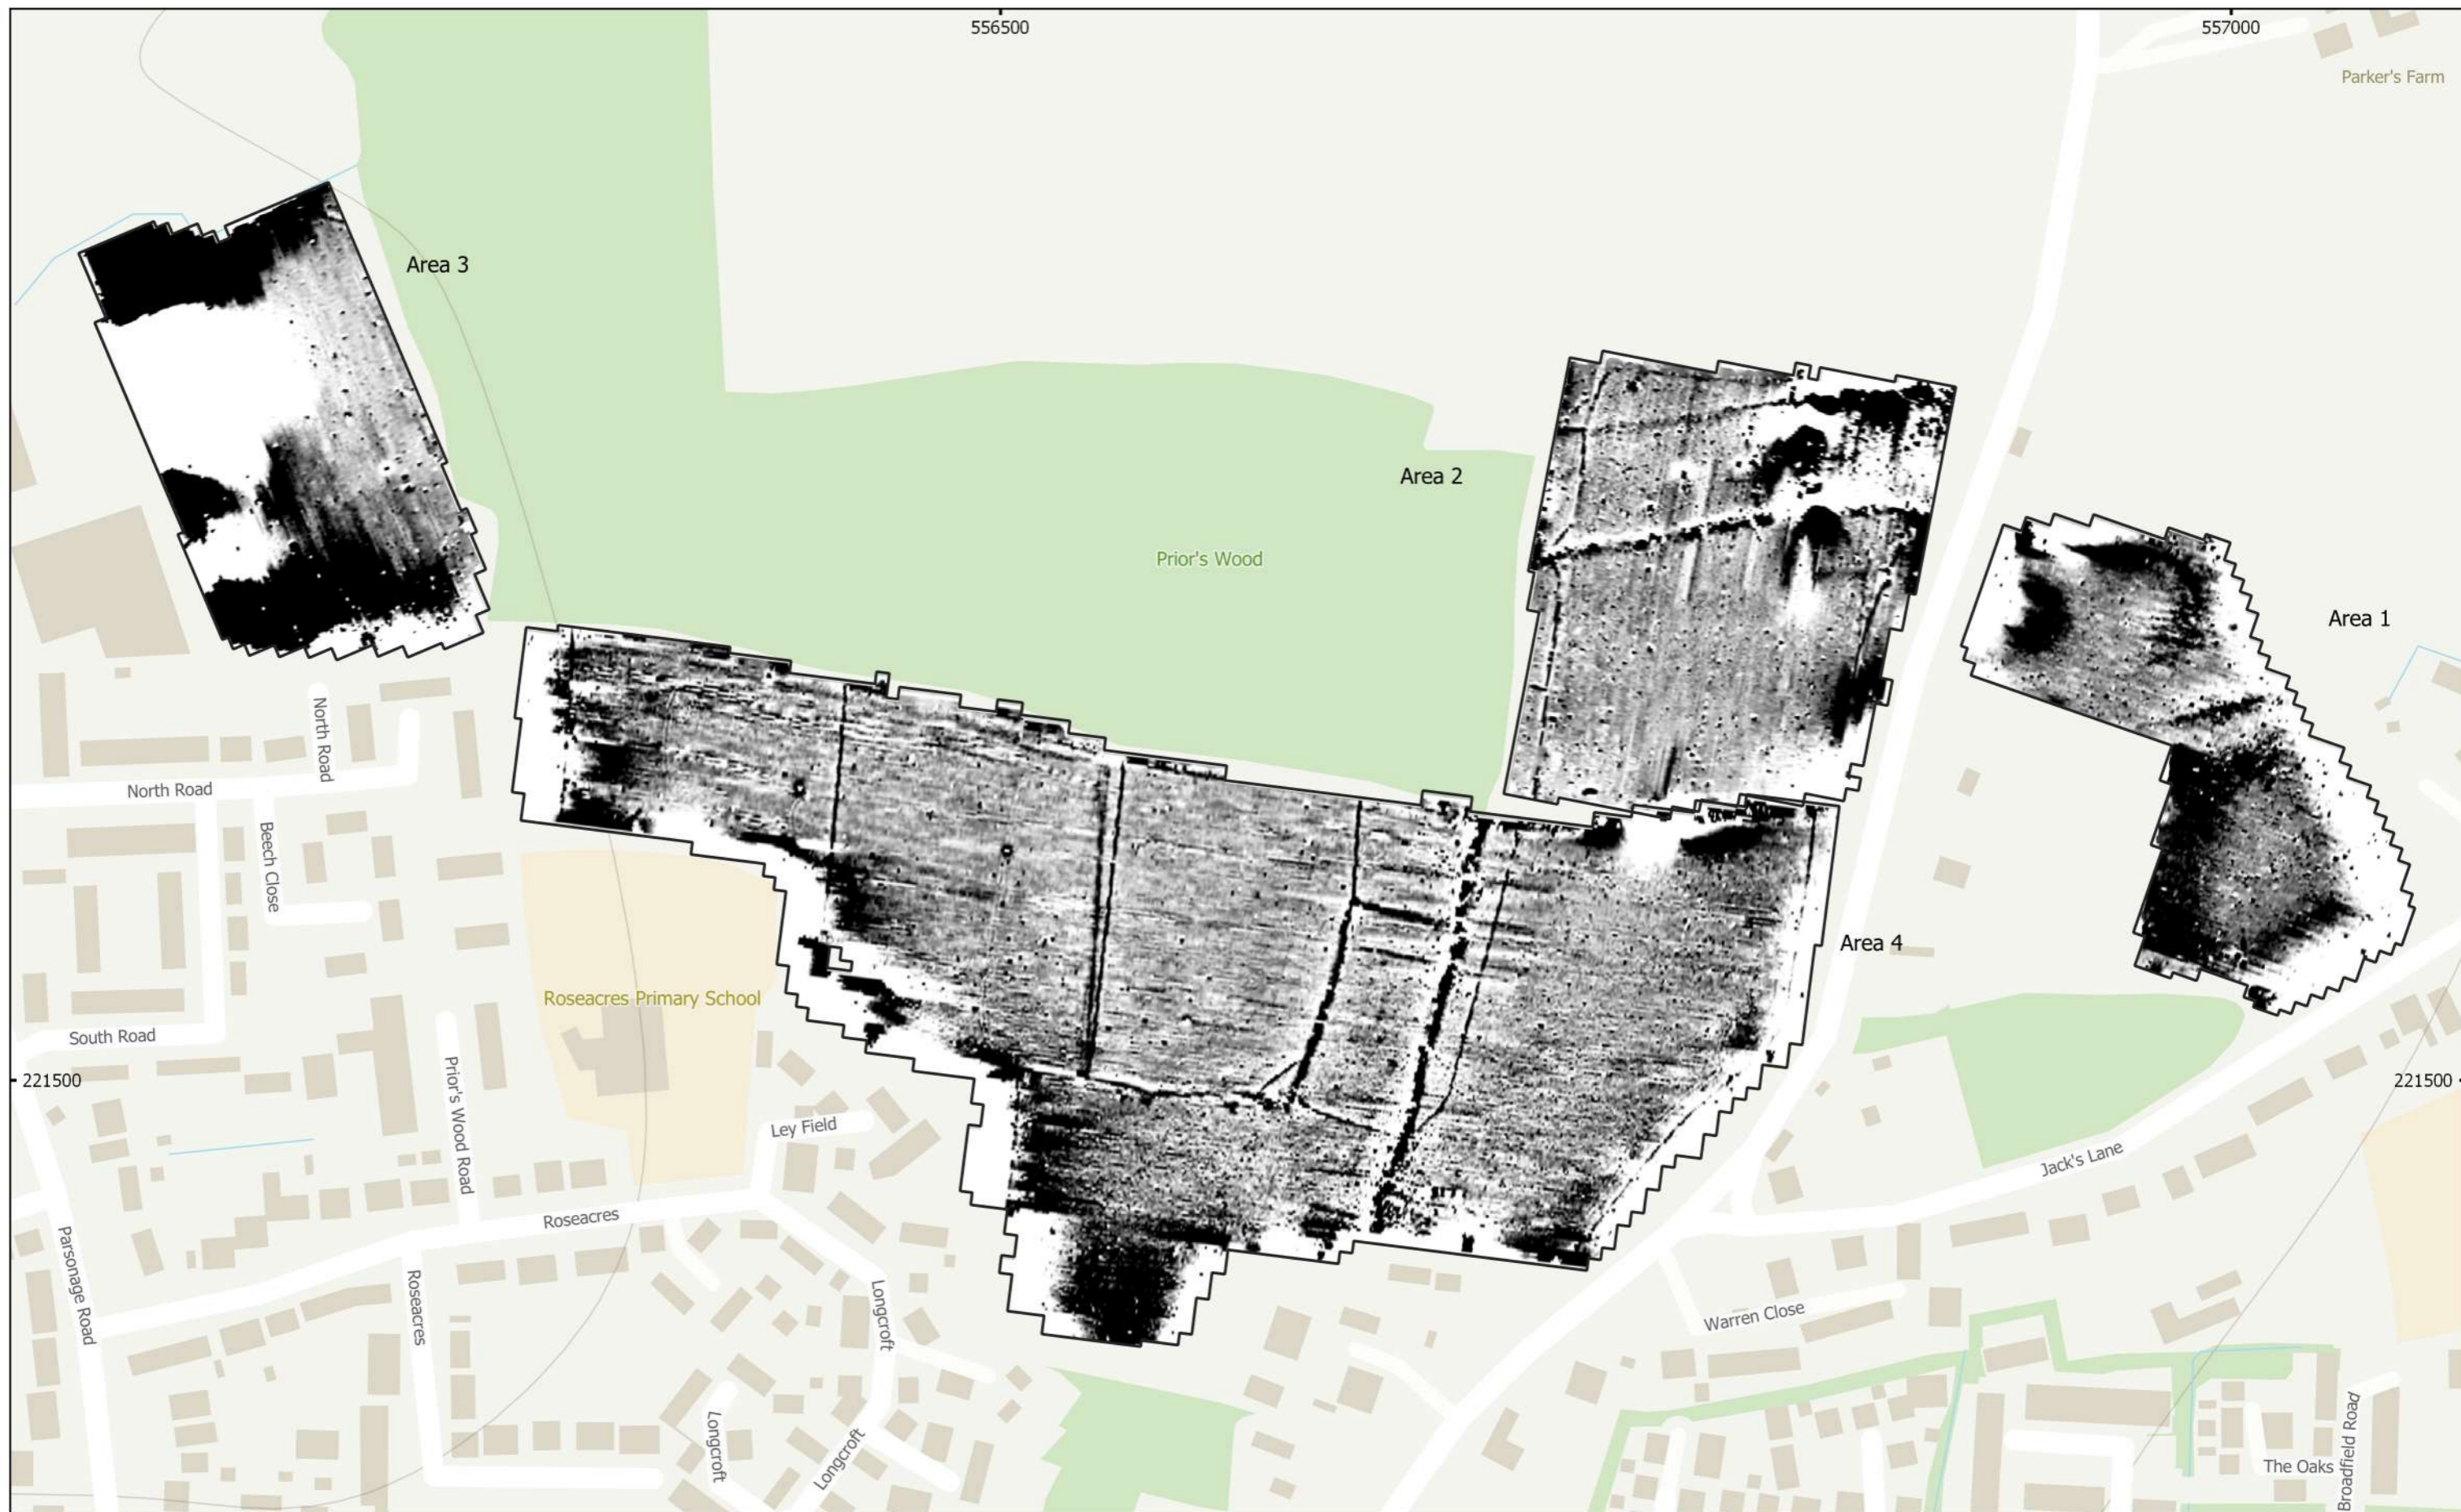 556500
557000
Parker's Farm
Area 3
Area 2
Prior's Wood
Area 1
North Road
North Road
Beech Close
Area 4
Roseacres Primary School
South Road
221500
221500
Prior's Wood Road
Ley Field
Jack's Lane
Roseacres
Parsonage Road
Roseacres
Longcroft
Warren Close
Longcroft
Longcroft
The Oaks
Broadfield Road